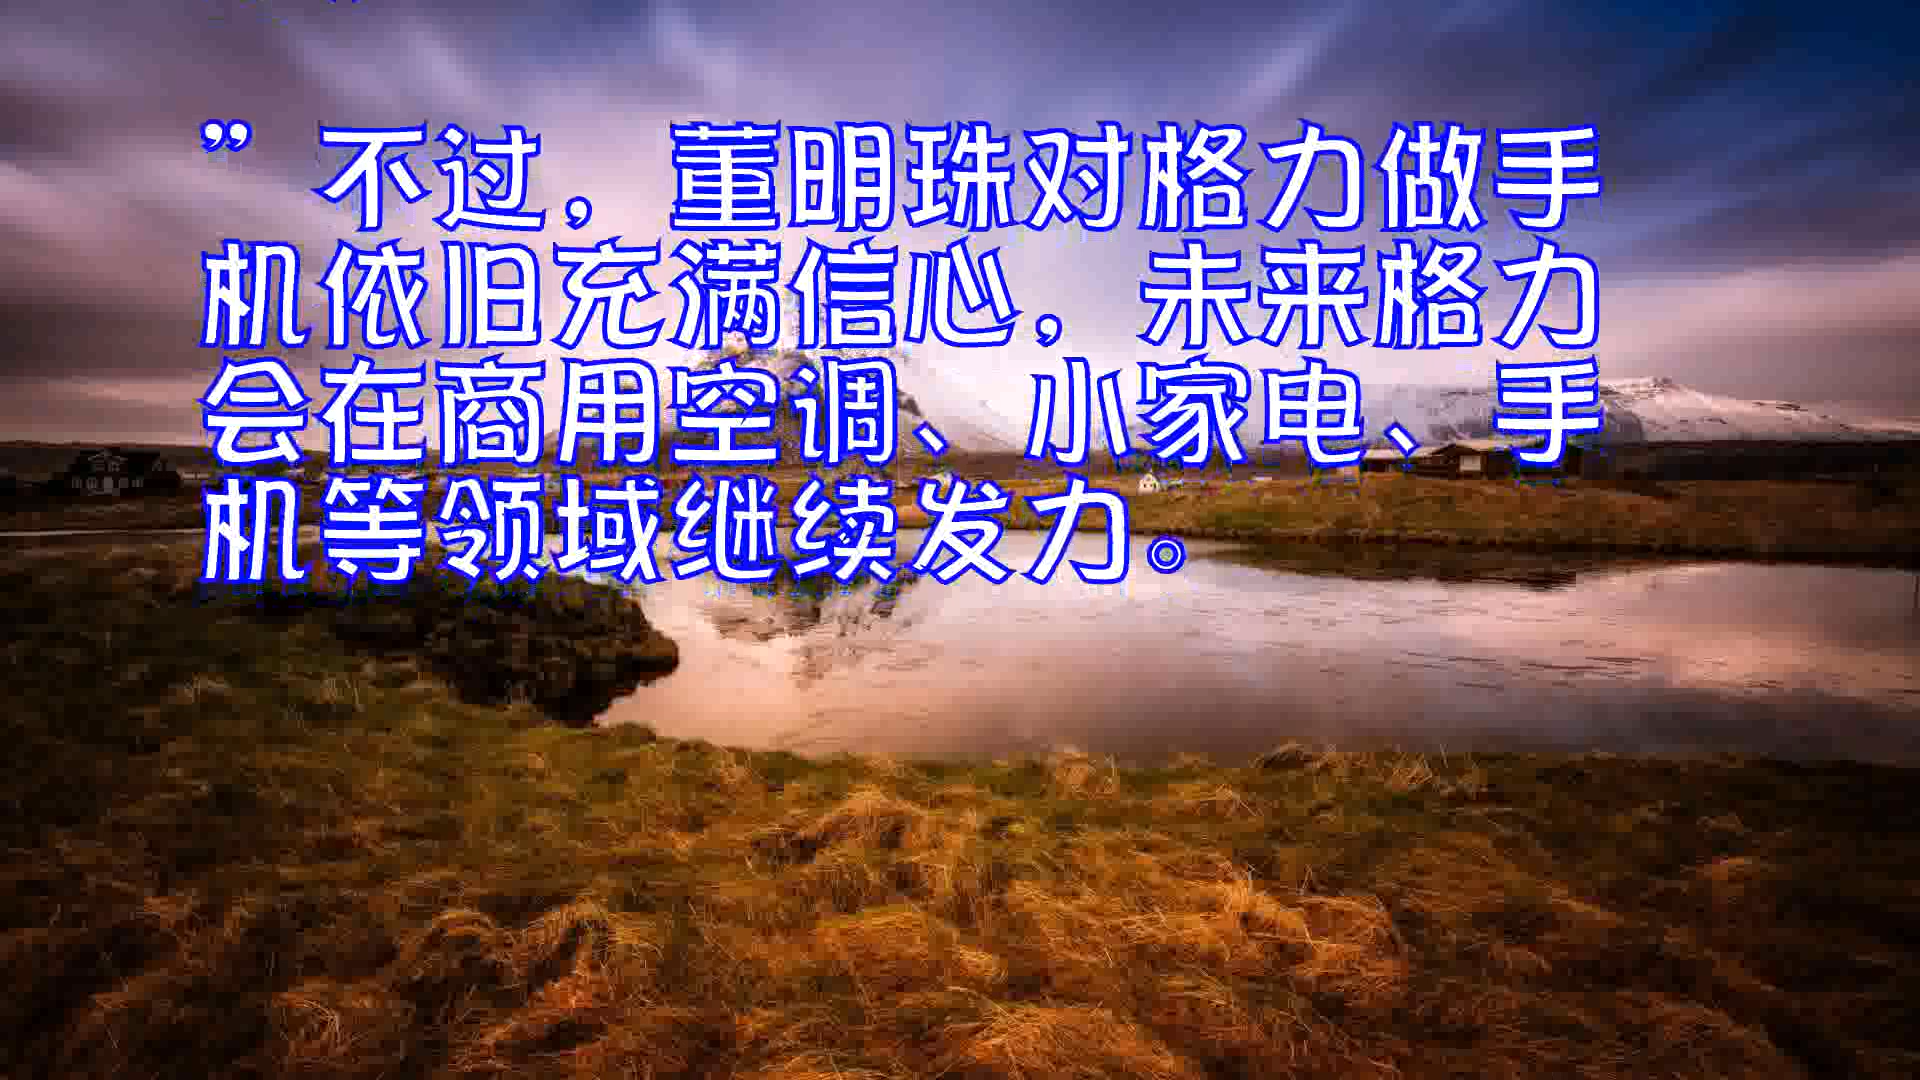 ”不过，董明珠对格力做手
机依旧充满信心，未来格力
会在商用空调、小家电、手
机等领域继续发力。